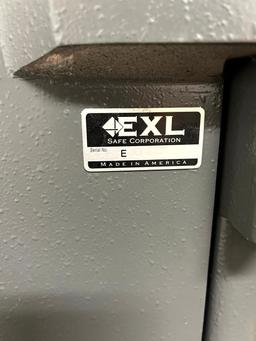 EXL
SAFE CORPORATION
Serial No.
E
MADE IN AMERICA